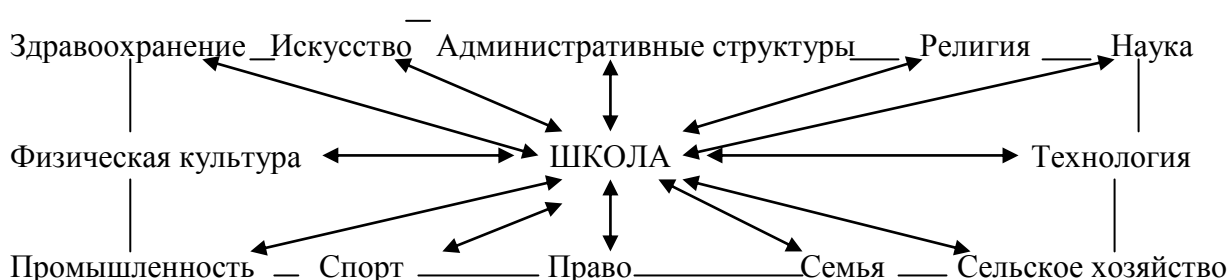 Здравоохранение Искусство Административные структуры Религия Наука
Физическая культура ШКОЛА Технология
Промышленность Спорт Право Семья Сельское хозяйство